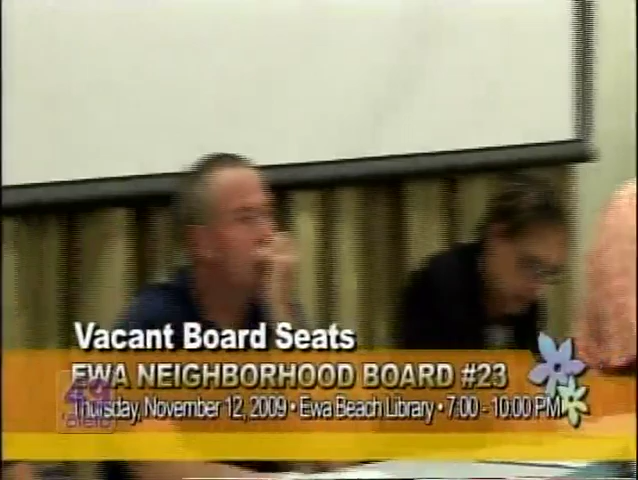 Vacant Board Seats
EWA NEIGHBORHOOD BOARD #23
Thursday, November 12, 2009 • Ewa Beach Library • 7:00 - 10:00 PM
49